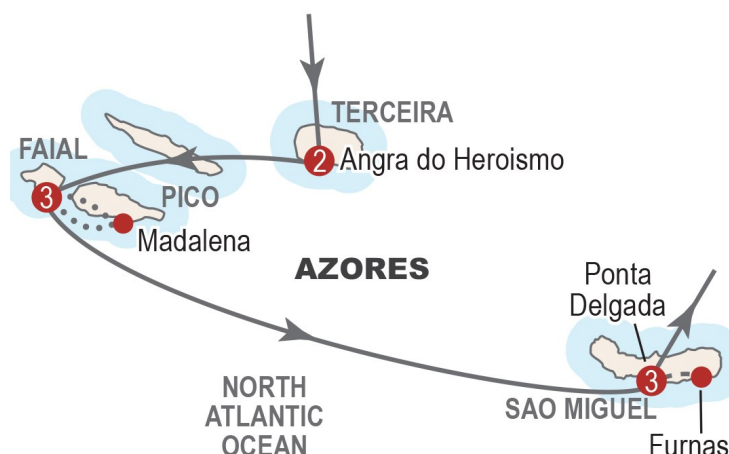 TERCEIRA
2
Angra do Heroismo
FAIAL
3
PICO
Madalena
AZORES
Ponta
Delgada
3
SAO MIGUEL
NORTH
ATLANTIC
OCEAN
Furnas